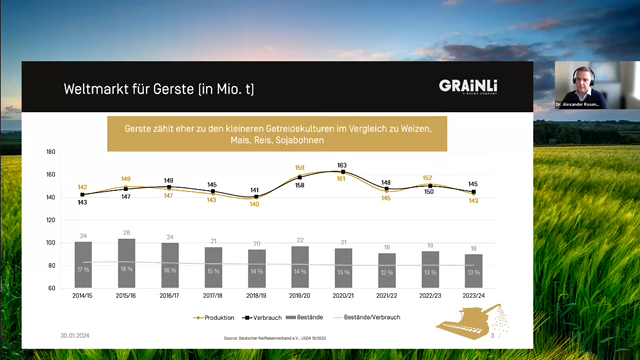 Weltmarkt für Gerste (in Mio. t)
GRAiNLi
Gerste zählt eher zu den kleineren Getreidekulturen im Vergleich zu Weizen,
Mais, Reis, Sojabohnen
180
160
140
120
100
80
60
142 149 147 143 140 159 161 145 152 143
143 147 149 145 141 158 163 148 150 145
24 26 24 21 20 22 21 18 19 18
17 % 18 % 16 % 15 % 14 % 14 % 13 % 12 % 13 % 13 %
2014/15 2015/16 2016/17 2017/18 2018/19 2019/20 2020/21 2021/22 2022/23 2023/24
Produktion Verbrauch Bestände Bestände/Verbrauch
30.01.2024
Source: Deutscher Raiffeisenverband e.V., USDA 10/2023
3
Dr. Alexander Rosen...